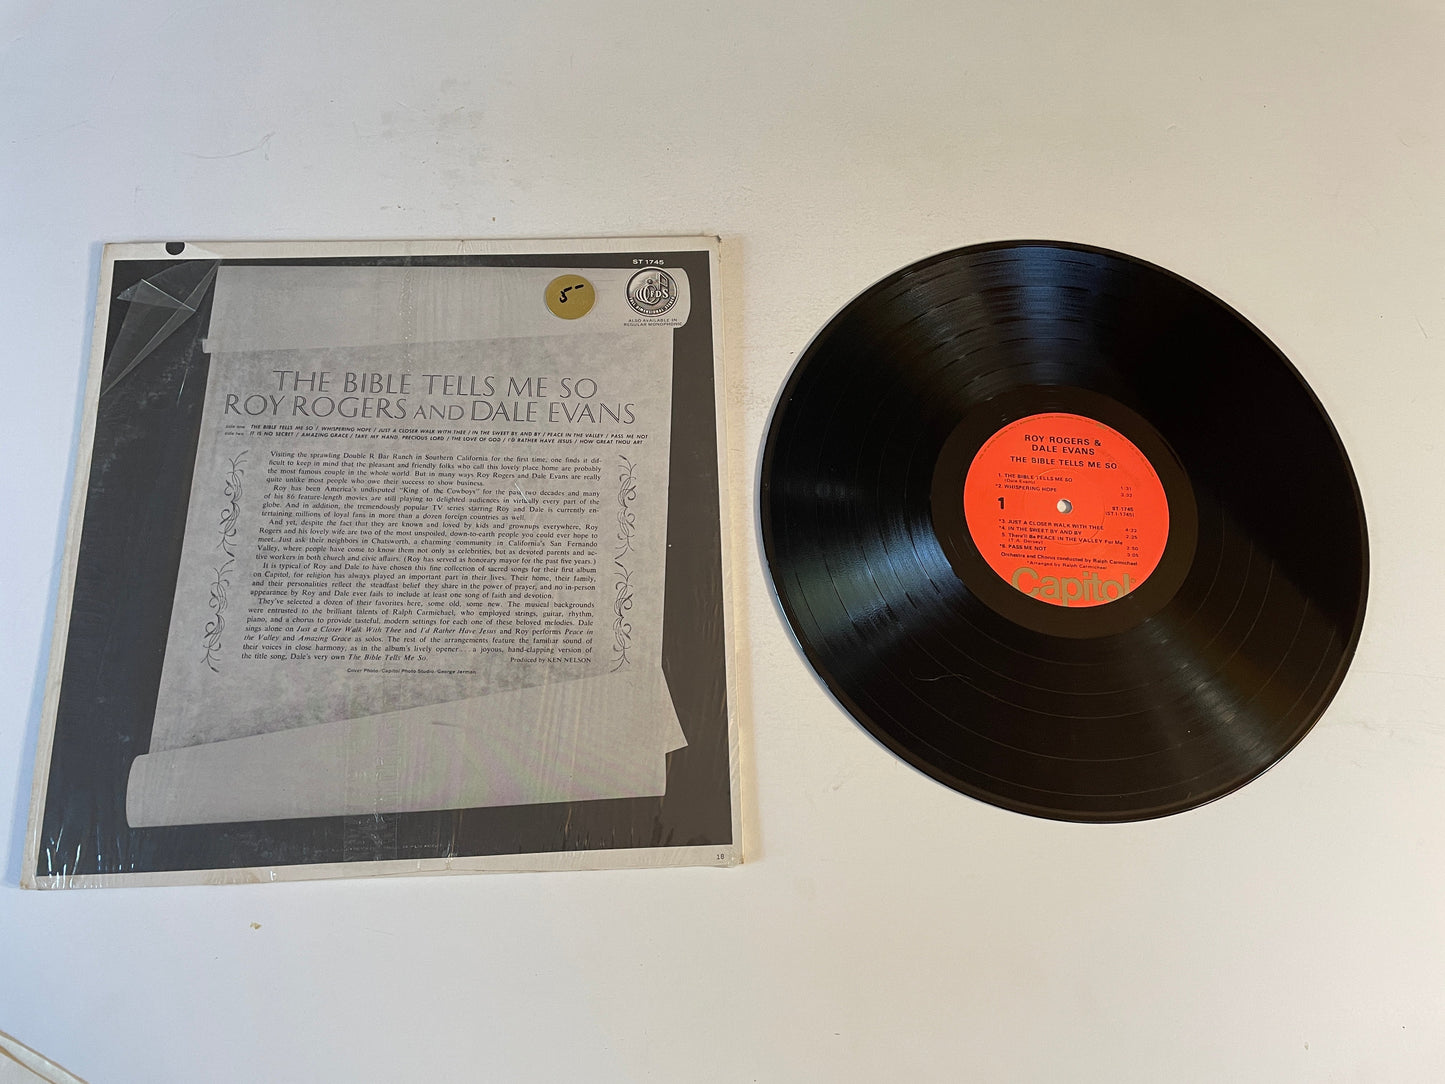 ST 1745
FDS
FULL DIMENSIONAL STEREO
ALSO AVAILABLE IN
REGULAR MONOPHONIC
5-
THE BIBLE TELLS ME SO
ROY ROGERS AND DALE EVANS
side one THE BIBLE TELLS ME SO / WHISPERING HOPE / JUST A CLOSER WALK WITH THEE / IN THE SWEET BY AND BY / PEACE IN THE VALLEY / PASS ME NOT
side two IT IS NO SECRET / AMAZING GRACE / TAKE MY HAND, PRECIOUS LORD / THE LOVE OF GOD / I'D RATHER HAVE JESUS / HOW GREAT THOU ART
Visiting the sprawling Double R Bar Ranch in Southern California for the first time, one finds it dif-
ficult to keep in mind that the pleasant and friendly folks who call this lovely place home are probably
the most famous couple in the whole world. But in many ways Roy Rogers and Dale Evans are really
quite unlike most people who owe their success to show business.
Roy has been America's undisputed "King of the Cowboys" for the past two decades and many
of his 86 feature-length movies are still playing to delighted audiences in virtually every part of the
globe. And in addition, the tremendously popular TV series starring Roy and Dale is currently en-
tertaining millions of loyal fans in more than a dozen foreign countries as well.
And yet, despite the fact that they are known and loved by kids and grownups everywhere, Roy
Rogers and his lovely wife are two of the most unspoiled, down-to-earth people you could ever hope to
meet. Just ask their neighbors in Chatsworth, a charming community in California's San Fernando
Valley, where people have come to know them not only as celebrities, but as devoted parents and ac-
tive workers in both church and civic affairs. (Roy has served as honorary mayor for the past five years.)
It is typical of Roy and Dale to have chosen this fine collection of sacred songs for their first album
on Capitol, for religion has always played an important part in their lives. Their home, their family,
and their personalities reflect the steadfast belief they share in the power of prayer, and no in-person
appearance by Roy and Dale ever fails to include at least one song of faith and devotion.
They've selected a dozen of their favorites here, some old, some new. The musical backgrounds
were entrusted to the brilliant talents of Ralph Carmichael, who employed strings, guitar, rhythm,
piano, and a chorus to provide tasteful, modern settings for each one of these beloved melodies. Dale
sings alone on Just a Closer Walk With Thee and I'd Rather Have Jesus and Roy performs Peace in
the Valley and Amazing Grace as solos. The rest of the arrangements feature the familiar sound of
their voices in close harmony, as in the album's lively opener... a joyous, hand-clapping version of
the title song, Dale's very own The Bible Tells Me So.
Produced by KEN NELSON
Cover Photo/Capitol Photo Studio/George Jerman
18
ROY ROGERS &
DALE EVANS
THE BIBLE TELLS ME SO
1. THE BIBLE TELLS ME SO
(Dale Evans) 1:31
*2. WHISPERING HOPE 3:33
1
ST-1745
(ST1-1745)
*3. JUST A CLOSER WALK WITH THEE 4:22
*4. IN THE SWEET BY AND BY 2:25
5. There'll Be PEACE IN THE VALLEY For Me
(T. A. Dorsey) 2:50
*6. PASS ME NOT 3:05
Orchestra and Chorus conducted by Ralph Carmichael
*Arranged by Ralph Carmichael
Capitol